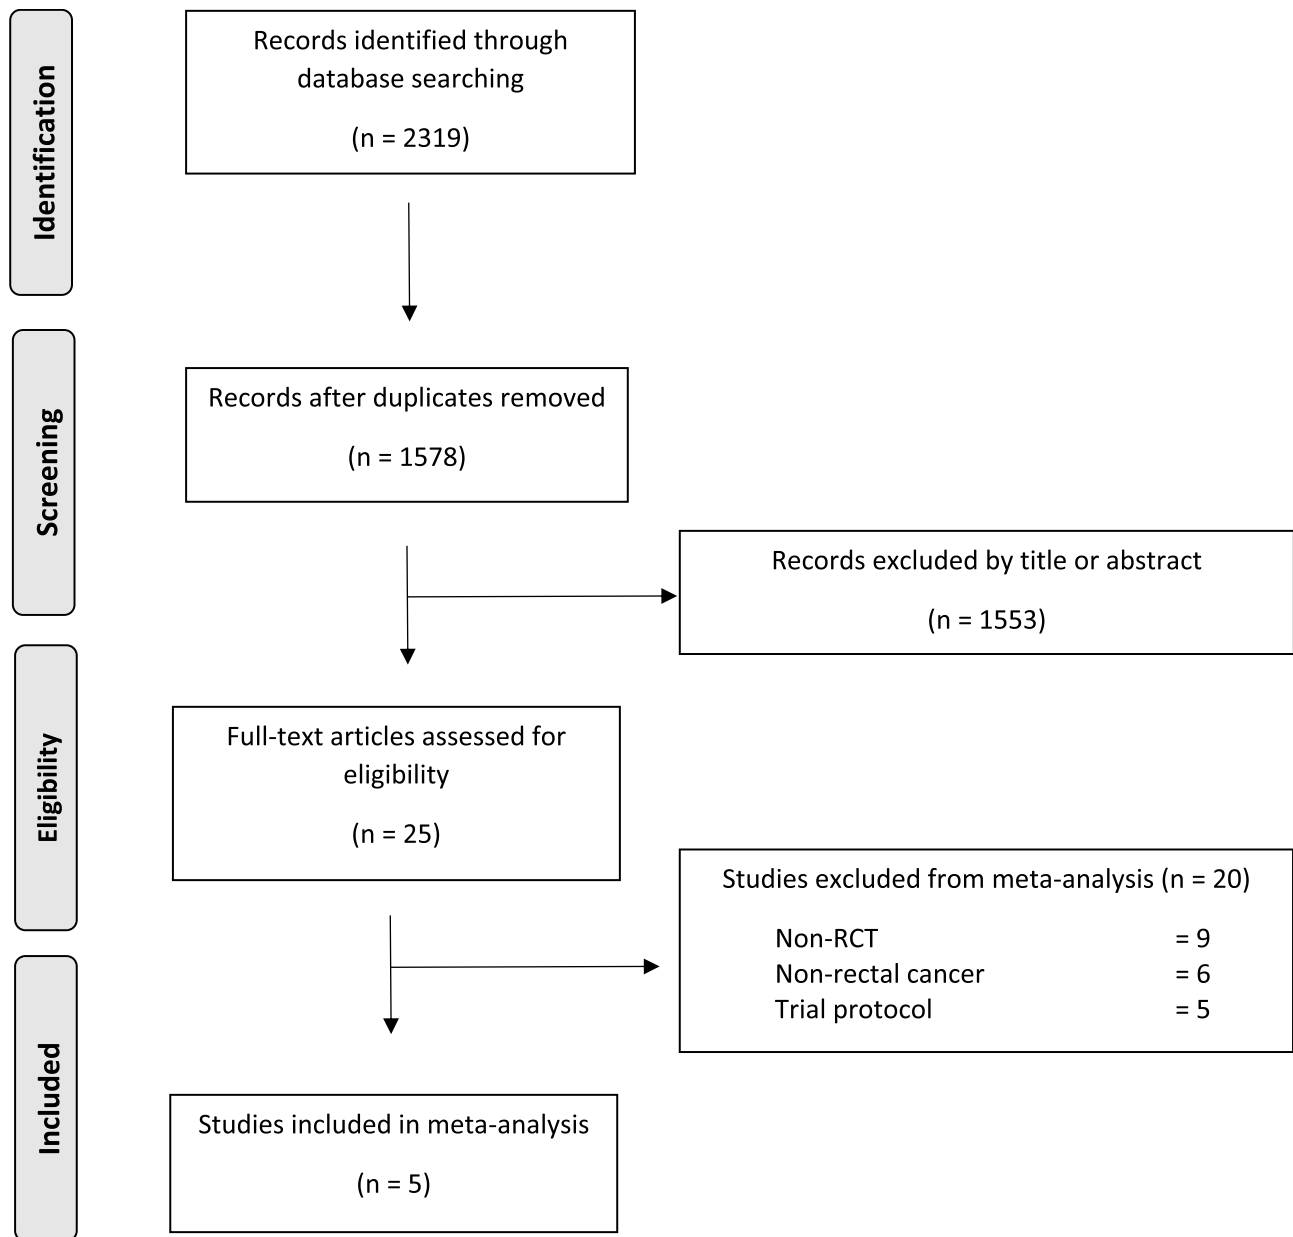 Identification
Records identified through
database searching
(n = 2319)
Screening
Records after duplicates removed
(n = 1578)
Records excluded by title or abstract
(n = 1553)
Eligibility
Full-text articles assessed for
eligibility
(n = 25)
Studies excluded from meta-analysis (n = 20)
Non-RCT = 9
Non-rectal cancer = 6
Trial protocol = 5
Included
Studies included in meta-analysis
(n = 5)